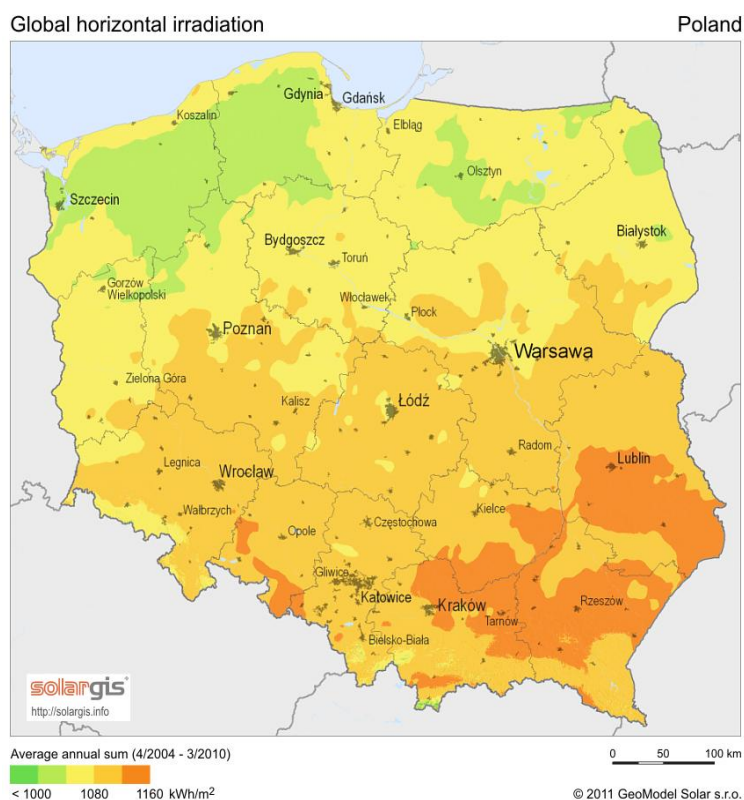 Global horizontal irradiation
Poland
Gdynia
Gdańsk
Koszalin
Elbląg
Olsztyn
Szczecin
Białystok
Bydgoszcz
Toruń
Gorzów
Wielkopolski
Włocławek
Płock
Poznań
Warsawa
Zielona Góra
Kalisz
Łódź
Radom
Lublin
Legnica
Wrocław
Wałbrzych
Opole
Częstochowa
Kielce
Gliwice
Katowice
Kraków
Tarnów
Rzeszów
Bielsko-Biała
solargis
http://solargis.info
Average annual sum (4/2004 - 3/2010)
0 50 100 km
< 1000 1080 1160 kWh/m²
© 2011 GeoModel Solar s.r.o.